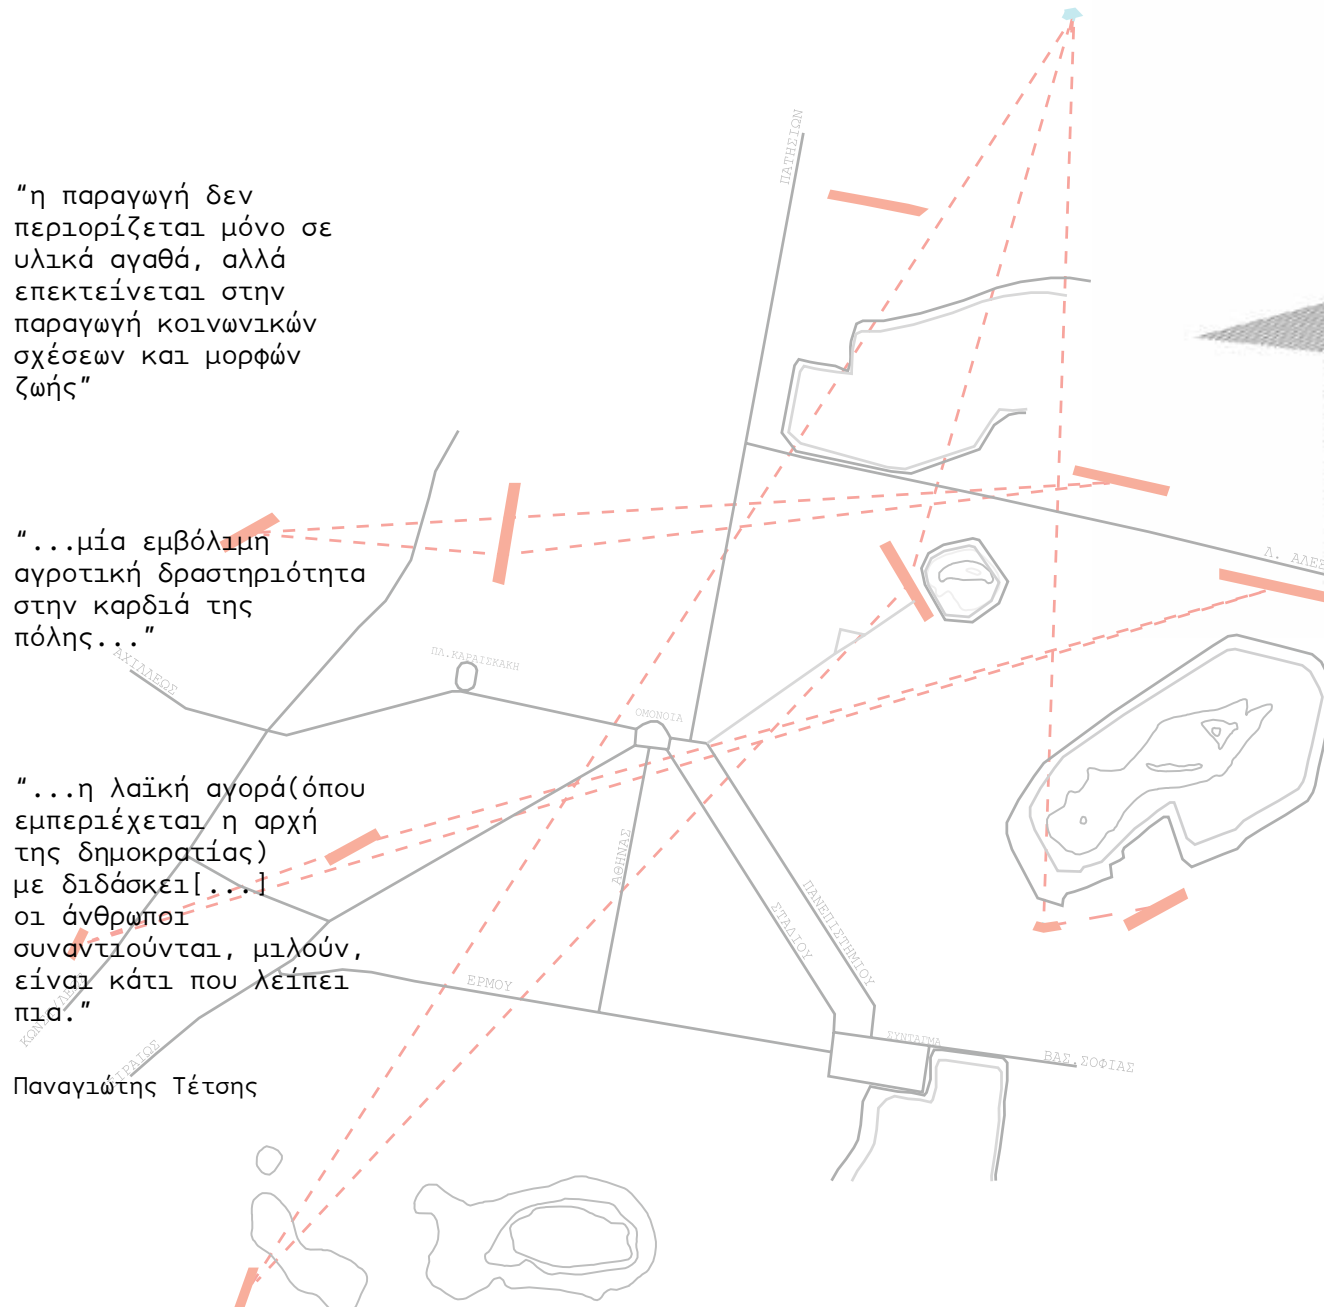 “η παραγωγή δεν
περιορίζεται μόνο σε
υλικά αγαθά, αλλά
επεκτείνεται στην
παραγωγή κοινωνικών
σχέσεων και μορφών
ζωής”
“...μία εμβόλιμη
αγροτική δραστηριότητα
στην καρδιά της
πόλης...”
“...η λαϊκή αγορά(όπου
εμπεριέχεται η αρχή
της δημοκρατίας)
με διδάσκει[...]
οι άνθρωποι
συναντιούνται, μιλούν,
είναι κάτι που λείπει
πια.”
Παναγιώτης Τέτσης
ΠΑΤΗΣΙΩΝ
Λ. ΑΛΕΞ
ΑΧΙΛΛΕΩΣ
ΠΛ.ΚΑΡΑΙΣΚΑΚΗ
ΟΜΟΝΟΙΑ
ΑΘΗΝΑΣ
ΣΤΑΔΙΟΥ
ΠΑΝΕΠΙΣΤΗΜΙΟΥ
ΕΡΜΟΥ
ΣΥΝΤΑΓΜΑ
ΒΑΣ.ΣΟΦΙΑΣ